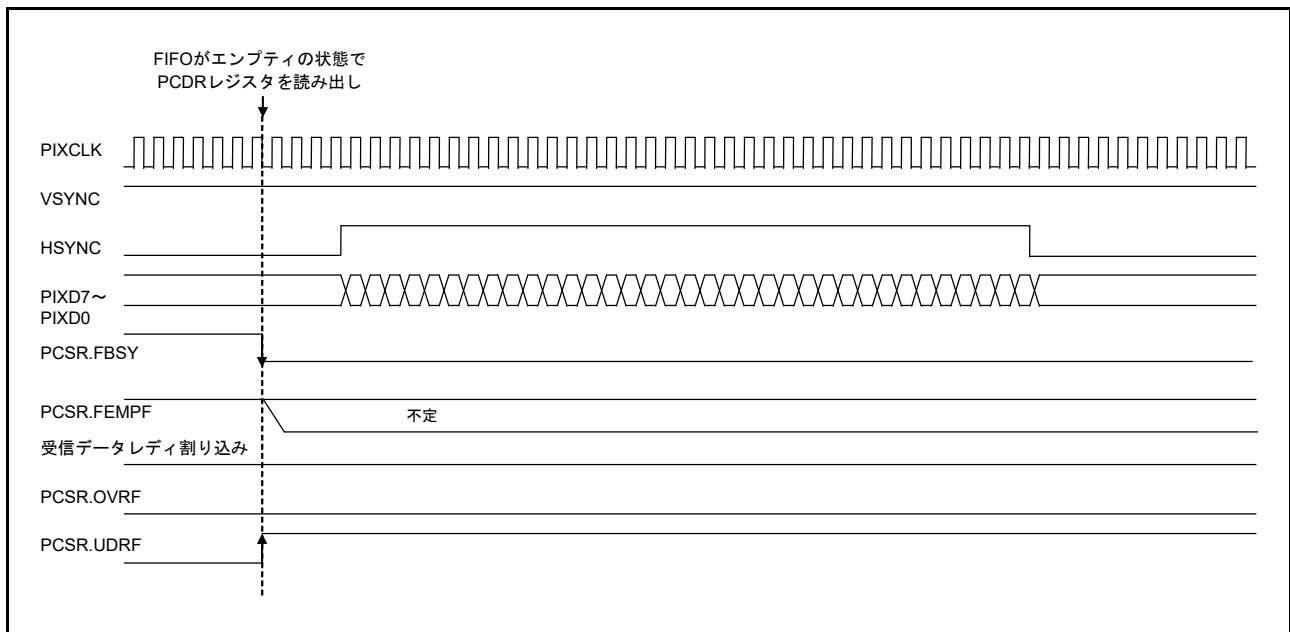 FIFOがエンプティの状態で
PCDRレジスタを読み出し
PIXCLK
VSYNC
HSYNC
PIXD7～
PIXD0
PCSR.FBSY
PCSR.FEMPF
不定
受信データレディ割り込み
PCSR.OVRF
PCSR.UDRF